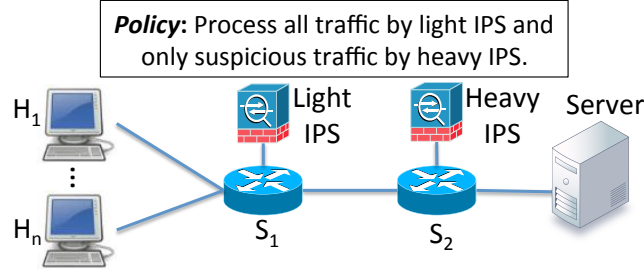 Policy: Process all traffic by light IPS and
only suspicious traffic by heavy IPS.
H1
Light
IPS
Heavy
IPS
Server
...
Hn
S1
S2